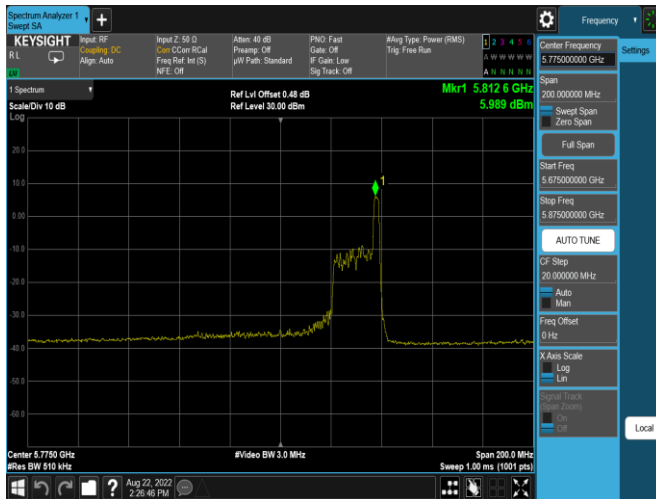 Spectrum Analyzer 1
Swept SA
Frequency
KEYSIGHT
R L
Input: RF
Coupling: DC
Align: Auto
Input Z: 50 Ω
Corr CCorr RCal
Freq Ref: Int (S)
NFE: Off
Atten: 40 dB
Preamp: Off
µW Path: Standard
PNO: Fast
Gate: Off
IF Gain: Low
Sig Track: Off
#Avg Type: Power (RMS)
Trig: Free Run
1 2 3 4 5 6
A W W W W W
A N N N N N
Center Frequency
5.775000000 GHz
Settings
Span
200.000000 MHz
Swept Span
Zero Span
Full Span
Start Freq
5.675000000 GHz
Stop Freq
5.875000000 GHz
AUTO TUNE
CF Step
20.000000 MHz
Auto
Man
Freq Offset
0 Hz
X Axis Scale
Log
Lin
Signal Track
(Span Zoom)
On
Off
Local
1 Spectrum
Scale/Div 10 dB
Ref Lvl Offset 0.48 dB
Ref Level 30.00 dBm
Mkr1 5.812 6 GHz
5.989 dBm
Log
20.0
10.0
0.00
-10.0
-20.0
-30.0
-40.0
-50.0
-60.0
1
Center 5.7750 GHz
#Video BW 3.0 MHz
Span 200.0 MHz
#Res BW 510 kHz
Sweep 1.00 ms (1001 pts)
Aug 22, 2022
2:26:46 PM